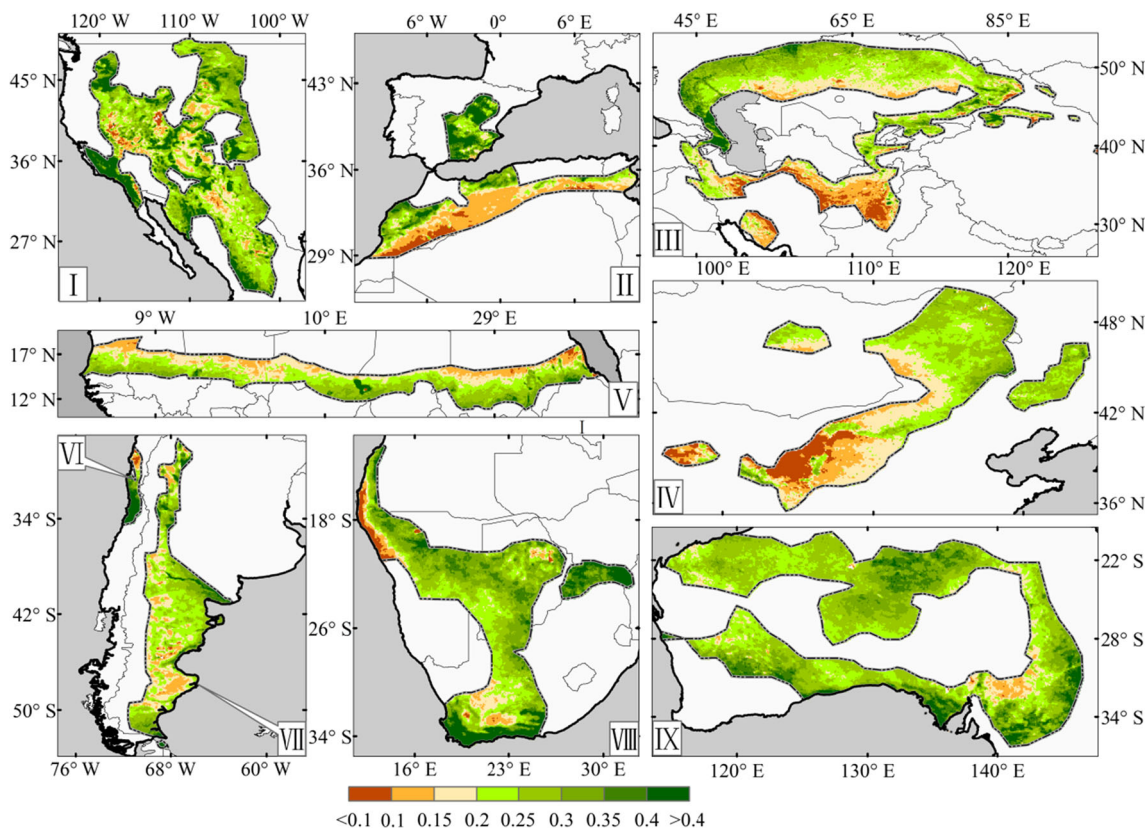 120° W 110° W 100° W
6° W 0° 6° E
45° E 65° E 85° E
45° N
36° N
27° N
I
43° N
36° N
29° N
II
50° N
40° N
30° N
III
100° E 110° E 120° E
9° W 10° E 29° E
17° N
12° N
V
48° N
42° N
36° N
IV
I
VI
34° S
42° S
50° S
VII
76° W 68° W 60° W
18° S
26° S
34° S
VIII
16° E 23° E 30° E
22° S
28° S
34° S
IX
120° E 130° E 140° E
<0.1 0.1 0.15 0.2 0.25 0.3 0.35 0.4 >0.4